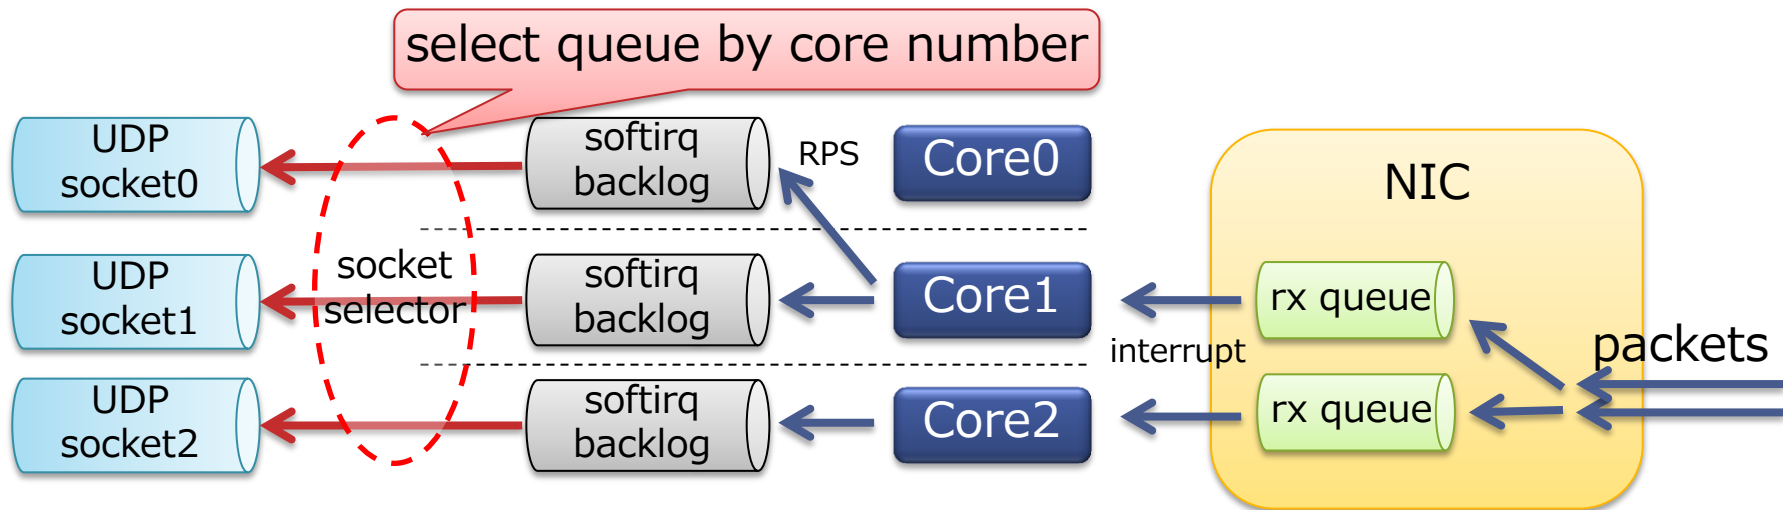 select queue by core number
UDP
socket0
softirq
backlog
RPS
Core0
NIC
UDP
socket1
socket
selector
softirq
backlog
Core1
interrupt
rx queue
packets
UDP
socket2
softirq
backlog
Core2
rx queue